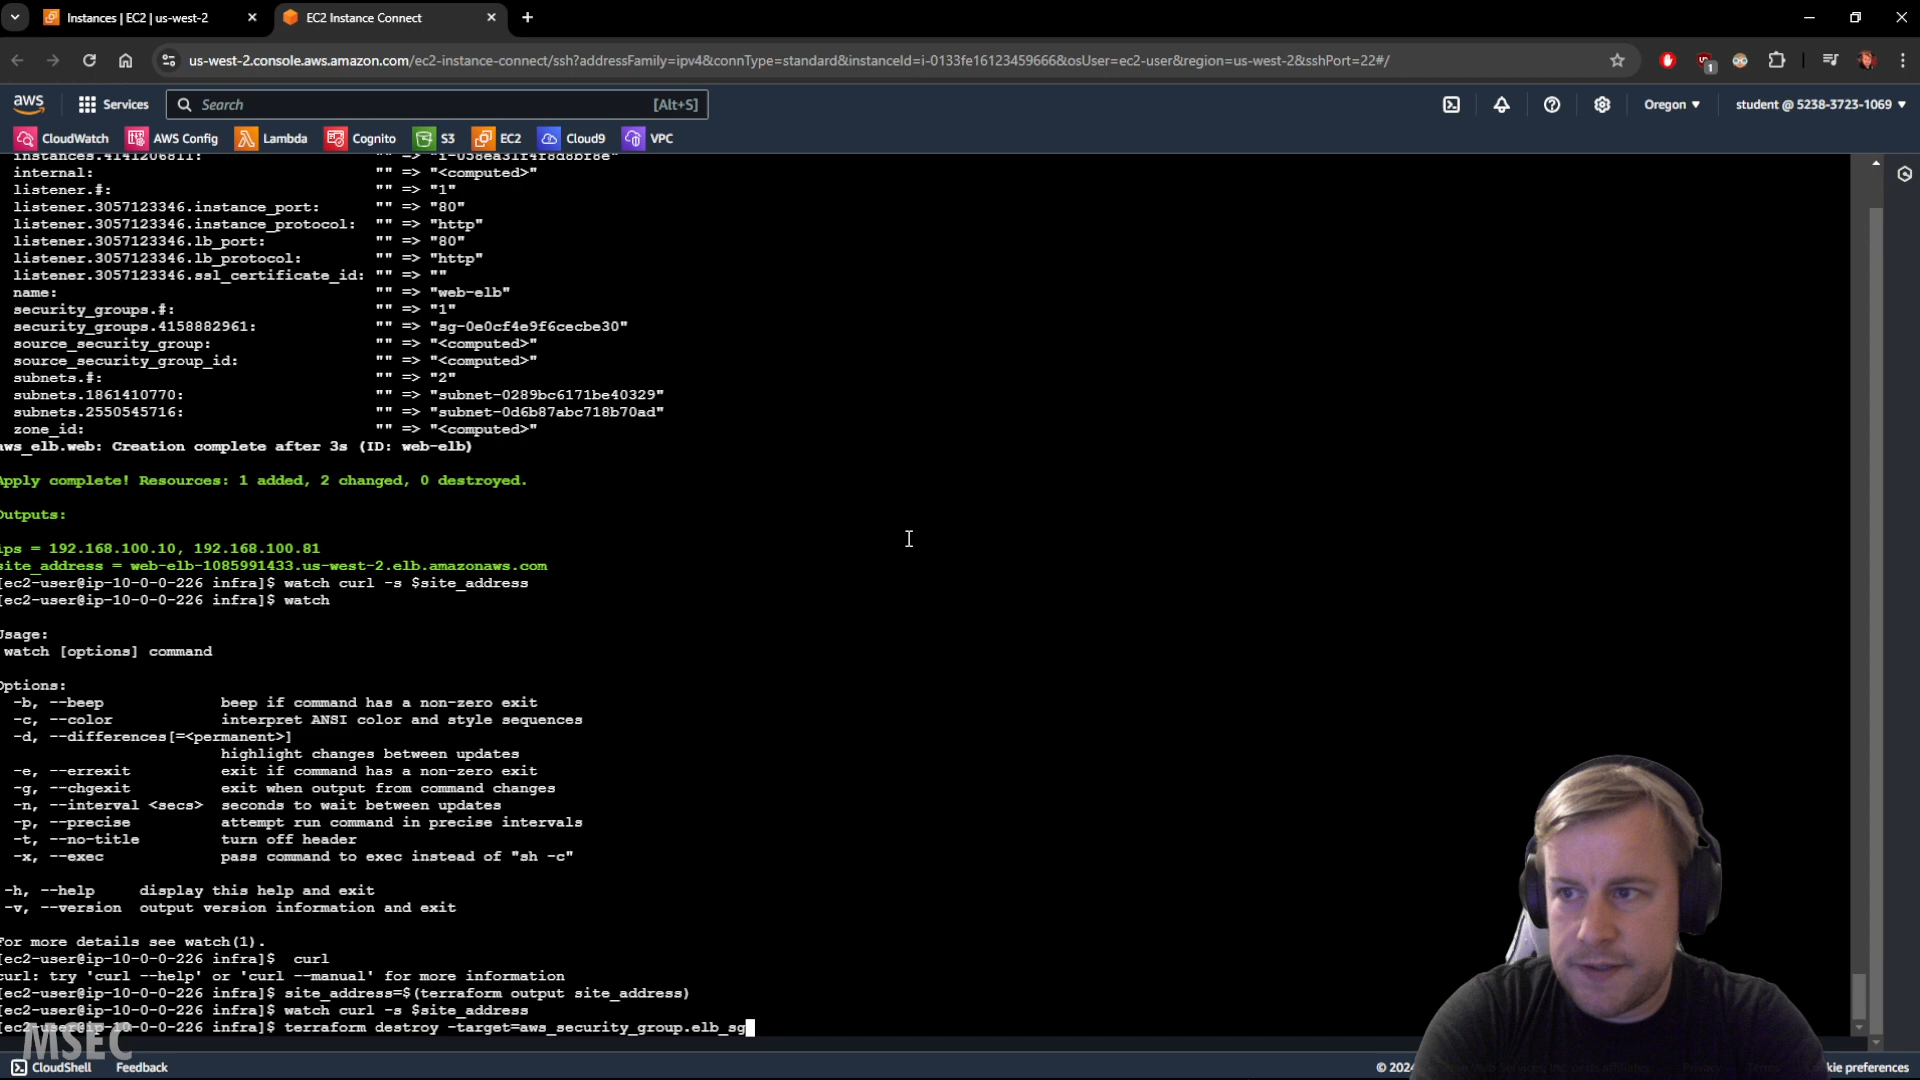 Instances | EC2 | us-west-2
EC2 Instance Connect
us-west-2.console.aws.amazon.com/ec2-instance-connect/ssh?addressFamily=ipv4&connType=standard&instanceId=i-0133fe16123459666&osUser=ec2-user&region=us-west-2&sshPort=22#/
1
aws
Services
Search
[Alt+S]
Oregon
student @ 5238-3723-1069
CloudWatch
AWS Config
Lambda
Cognito
S3
EC2
Cloud9
VPC
instances.4141206811: "" => "i-058ea31f4f8d8bf8e"
internal: "" => "<computed>"
listener.#: "" => "1"
listener.3057123346.instance_port: "" => "80"
listener.3057123346.instance_protocol: "" => "http"
listener.3057123346.lb_port: "" => "80"
listener.3057123346.lb_protocol: "" => "http"
listener.3057123346.ssl_certificate_id: "" => ""
name: "" => "web-elb"
security_groups.#: "" => "1"
security_groups.4158882961: "" => "sg-0e0cf4e9f6cecbe30"
source_security_group: "" => "<computed>"
source_security_group_id: "" => "<computed>"
subnets.#: "" => "2"
subnets.1861410770: "" => "subnet-0289bc6171be40329"
subnets.2550545716: "" => "subnet-0d6b87abc718b70ad"
zone_id: "" => "<computed>"
aws_elb.web: Creation complete after 3s (ID: web-elb)
Apply complete! Resources: 1 added, 2 changed, 0 destroyed.
Outputs:
ips = 192.168.100.10, 192.168.100.81
site_address = web-elb-1085991433.us-west-2.elb.amazonaws.com
[ec2-user@ip-10-0-0-226 infra]$ watch curl -s $site_address
[ec2-user@ip-10-0-0-226 infra]$ watch
Usage:
watch [options] command
Options:
-b, --beep beep if command has a non-zero exit
-c, --color interpret ANSI color and style sequences
-d, --differences[=<permanent>]
highlight changes between updates
-e, --errexit exit if command has a non-zero exit
-g, --chgexit exit when output from command changes
-n, --interval <secs> seconds to wait between updates
-p, --precise attempt run command in precise intervals
-t, --no-title turn off header
-x, --exec pass command to exec instead of "sh -c"
-h, --help display this help and exit
-v, --version output version information and exit
For more details see watch(1).
[ec2-user@ip-10-0-0-226 infra]$ curl
curl: try 'curl --help' or 'curl --manual' for more information
[ec2-user@ip-10-0-0-226 infra]$ site_address=$(terraform output site_address)
[ec2-user@ip-10-0-0-226 infra]$ watch curl -s $site_address
[ec2-user@ip-10-0-0-226 infra]$ terraform destroy -target=aws_security_group.elb_sg
MSEC
CloudShell
Feedback
© 2024
preferences